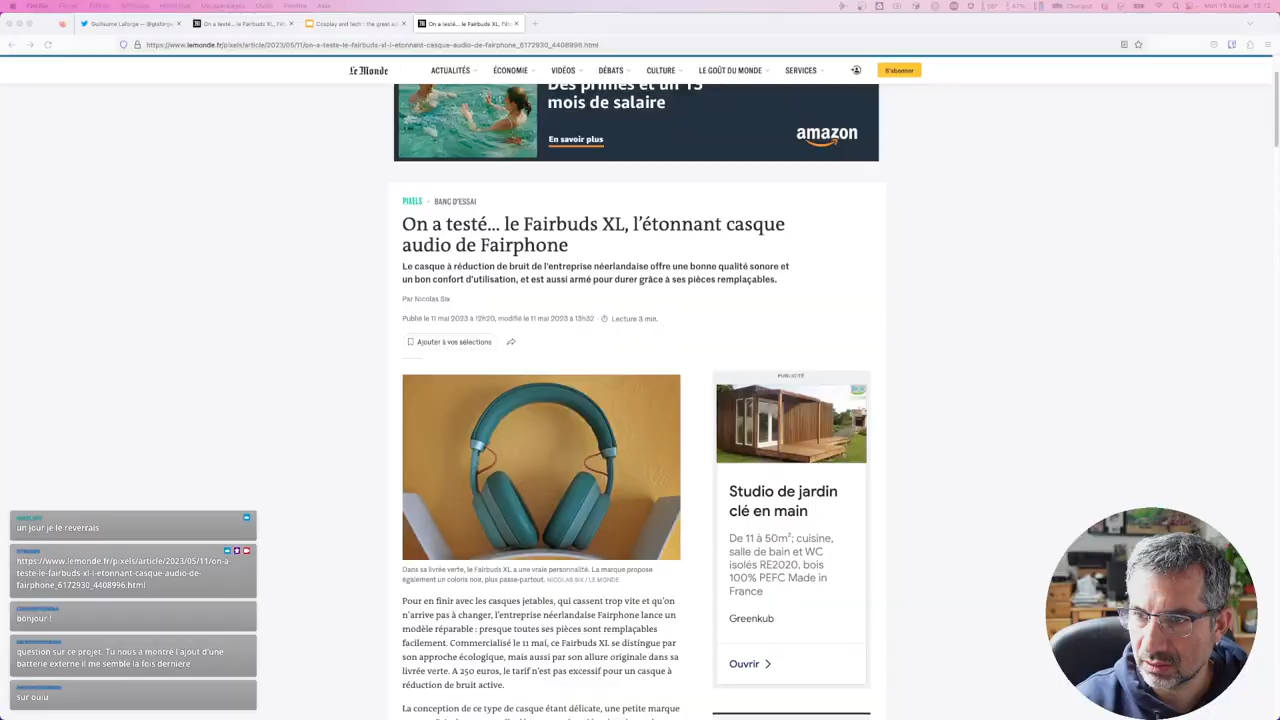 Guillaume Laforge — @glaforge
On a testé... le Fairbuds XL, l'ét
Cosplay and tech : the great ad
On a testé... le Fairbuds XL, l'éto
https://www.lemonde.fr/pixels/article/2023/05/11/on-a-teste-le-fairbuds-xl-l-etonnant-casque-audio-de-fairphone_6172930_4408996.html
Le Monde
ACTUALITÉS
ÉCONOMIE
VIDÉOS
DÉBATS
CULTURE
LE GOÛT DU MONDE
SERVICES
S'abonner
Des primes et un 13
mois de salaire
En savoir plus
amazon
PIXELS · BANC D'ESSAI
On a testé… le Fairbuds XL, l'étonnant casque
audio de Fairphone
Le casque à réduction de bruit de l'entreprise néerlandaise offre une bonne qualité sonore et
un bon confort d'utilisation, et est aussi armé pour durer grâce à ses pièces remplaçables.
Par Nicolas Six
Publié le 11 mai 2023 à 12h20, modifié le 11 mai 2023 à 13h32 · Lecture 3 min.
Ajouter à vos sélections
Dans sa livrée verte, le Fairbuds XL a une vraie personnalité. La marque propose
également un coloris noir, plus passe-partout. NICOLAS SIX / LE MONDE
Pour en finir avec les casques jetables, qui cassent trop vite et qu'on
n'arrive pas à changer, l'entreprise néerlandaise Fairphone lance un
modèle réparable : presque toutes ses pièces sont remplaçables
facilement. Commercialisé le 11 mai, ce Fairbuds XL se distingue par
son approche écologique, mais aussi par son allure originale dans sa
livrée verte. A 250 euros, le tarif n'est pas excessif pour un casque à
réduction de bruit active.
La conception de ce type de casque étant délicate, une petite marque
PUBLICITÉ
Studio de jardin
clé en main
De 11 à 50m²; cuisine,
salle de bain et WC
isolés RE2020, bois
100% PEFC Made in
France
Greenkub
Ouvrir
un jour je le reverrais
https://www.lemonde.fr/pixels/article/2023/05/11/on-a-
teste-le-fairbuds-xl-l-etonnant-casque-audio-de-
fairphone_6172930_4408996.html
bonjour !
question sur ce projet. Tu nous a montré l ajout d'une
batterie externe il me semble la fois derniere
sur oulu